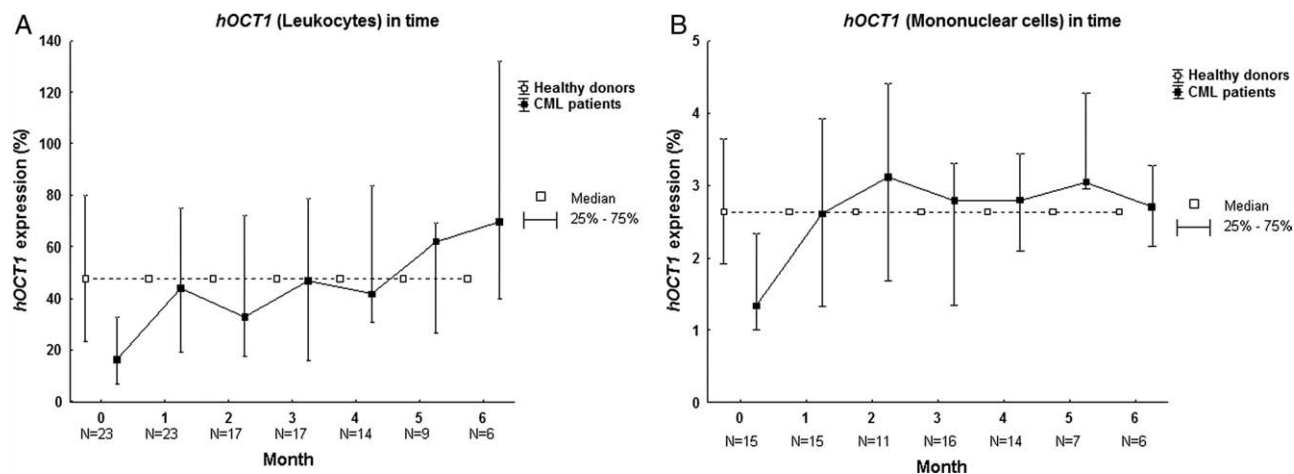 A
hOCT1 (Leukocytes) in time
hOCT1 expression (%)
140
120
100
80
60
40
20
0
0 1 2 3 4 5 6
N=23 N=23 N=17 N=17 N=14 N=9 N=6
Month
Healthy donors
CML patients
Median
25% - 75%
B
hOCT1 (Mononuclear cells) in time
hOCT1 expression (%)
5
4
3
2
1
0
0 1 2 3 4 5 6
N=15 N=15 N=11 N=16 N=14 N=7 N=6
Month
Healthy donors
CML patients
Median
25% - 75%